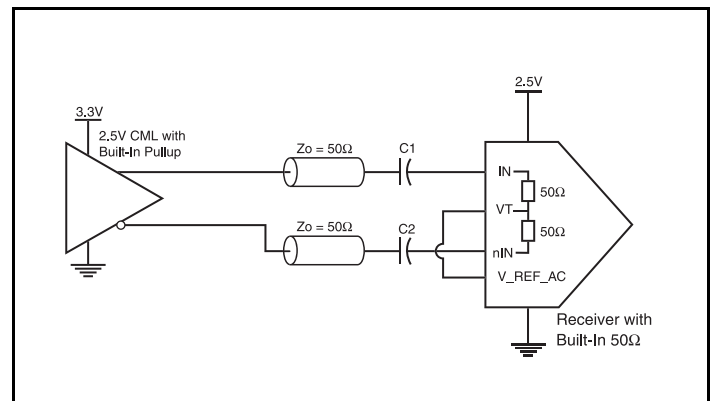 3.3V
2.5V CML with
Built-In Pullup
Zo = 50Ω
C1
Zo = 50Ω
C2
2.5V
IN
50Ω
VT
50Ω
nIN
V_REF_AC
Receiver with
Built-In 50Ω